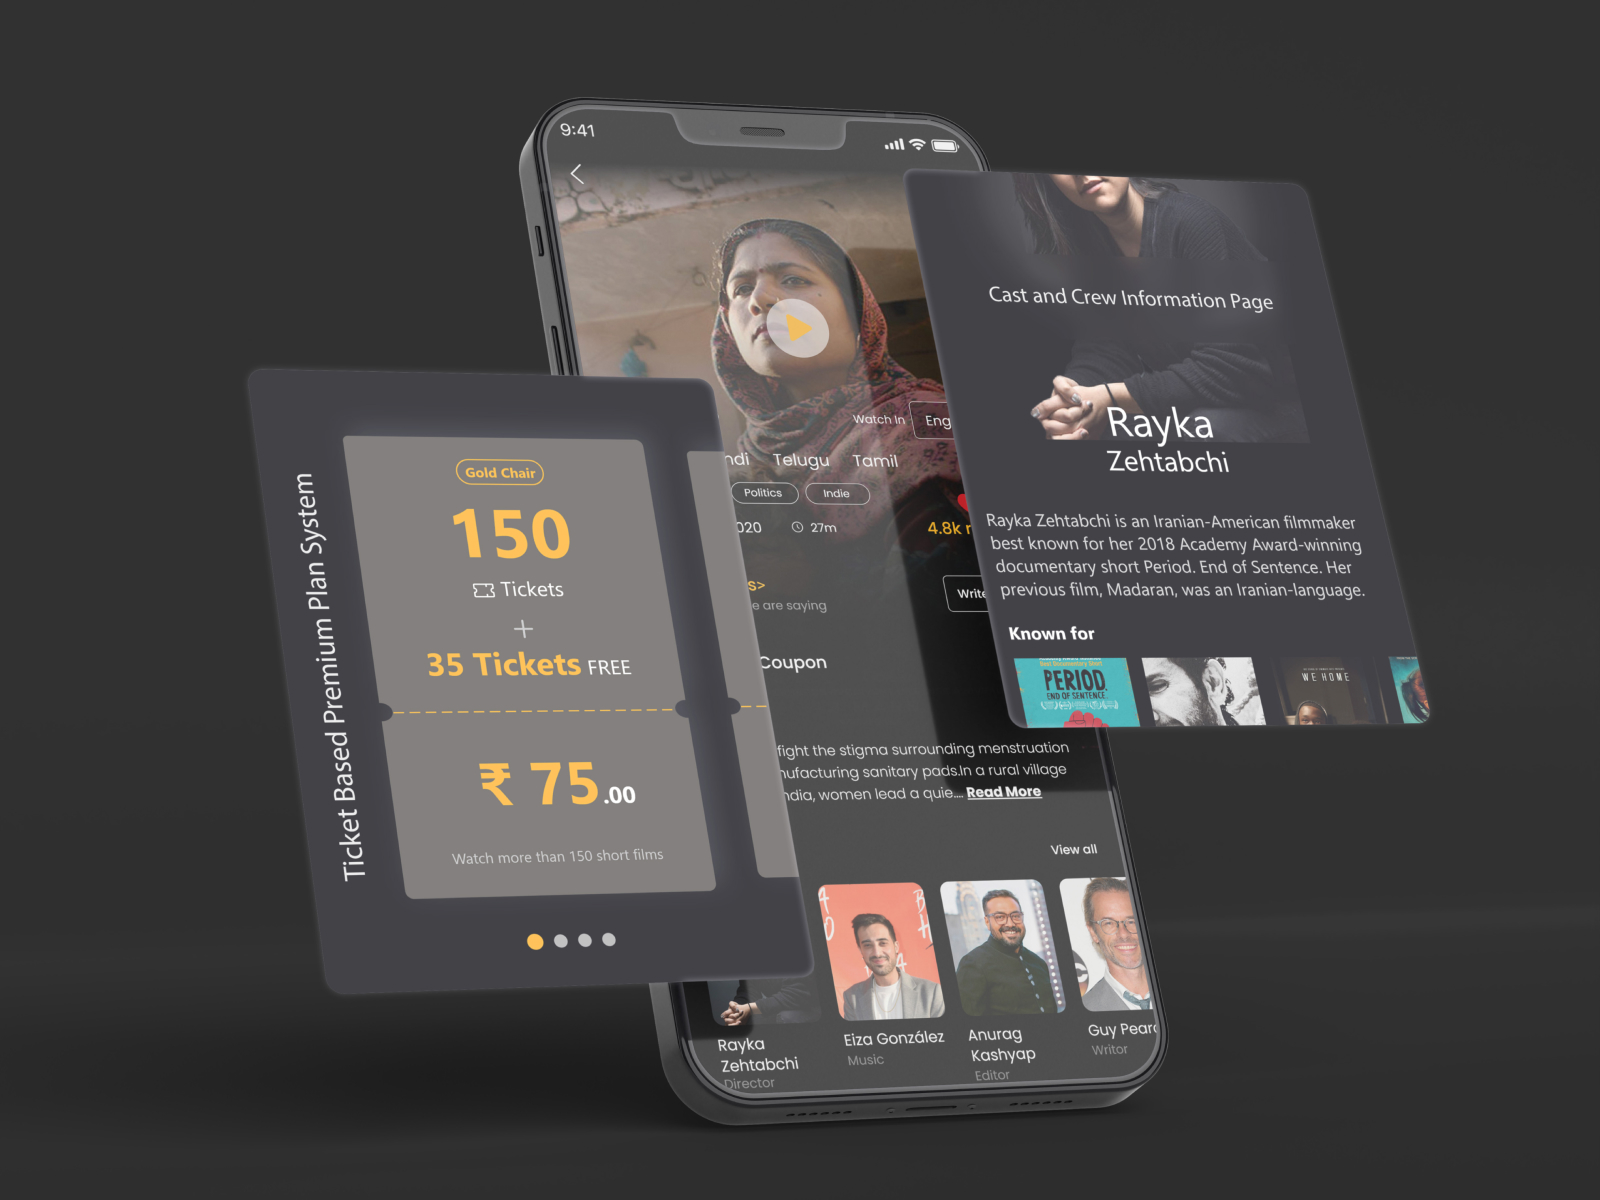 9:41
Watch In
Eng
ndi Telugu Tamil
Politics Indie
020 27m
4.8k r
s>
e are saying
Write
Coupon
fight the stigma surrounding menstruation
nufacturing sanitary pads.In a rural village
ndia, women lead a quie.... Read More
View all
Rayka Zehtabchi
Director
Eiza González
Music
Anurag Kashyap
Editor
Guy Pearc
Writor
Ticket Based Premium Plan System
Gold Chair
150
Tickets
+
35 Tickets FREE
₹ 75.00
Watch more than 150 short films
Cast and Crew Information Page
Rayka
Zehtabchi
Rayka Zehtabchi is an Iranian-American filmmaker
best known for her 2018 Academy Award-winning
documentary short Period. End of Sentence. Her
previous film, Madaran, was an Iranian-language.
Known for
PERIOD.
END OF SENTENCE.
WE HOME